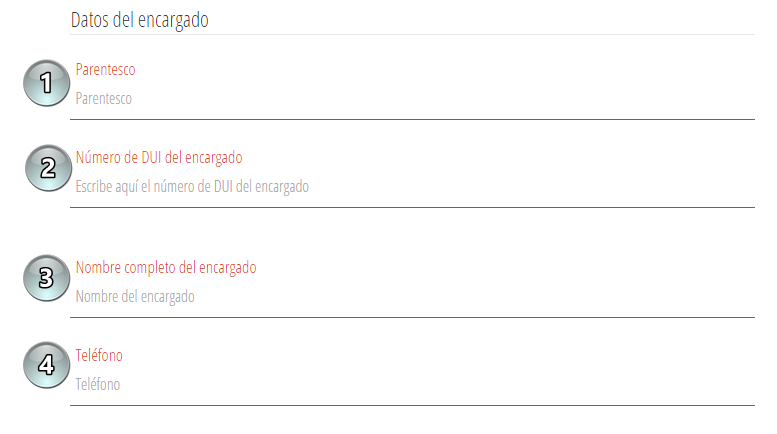 Datos del encargado
1
Parentesco
Parentesco
2
Número de DUI del encargado
Escribe aquí el número de DUI del encargado
3
Nombre completo del encargado
Nombre del encargado
4
Teléfono
Teléfono